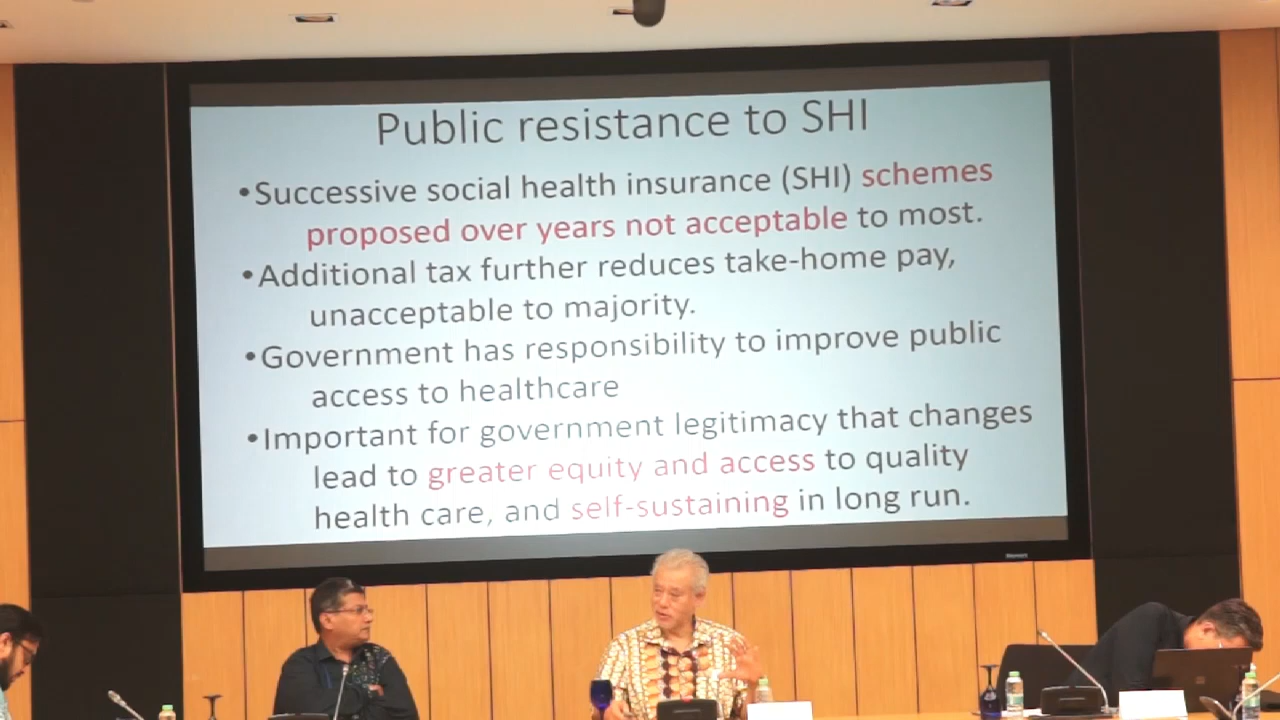 Public resistance to SHI
•Successive social health insurance (SHI) schemes
proposed over years not acceptable to most.
•Additional tax further reduces take-home pay,
unacceptable to majority.
•Government has responsibility to improve public
access to healthcare
•Important for government legitimacy that changes
lead to greater equity and access to quality
health care, and self-sustaining in long run.